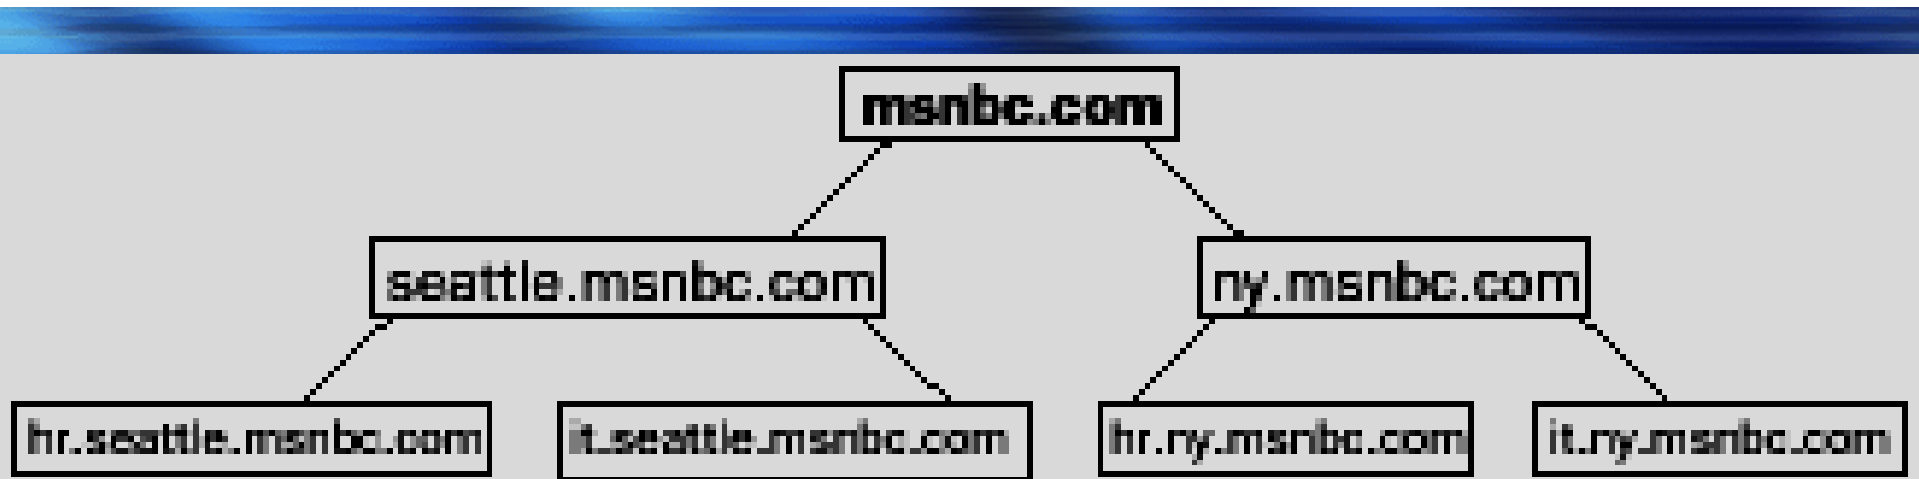 msnbc.com
seattle.msnbc.com
ny.msnbc.com
hr.seattle.msnbc.com
it.seattle.msnbc.com
hr.ny.msnbc.com
it.ny.msnbc.com